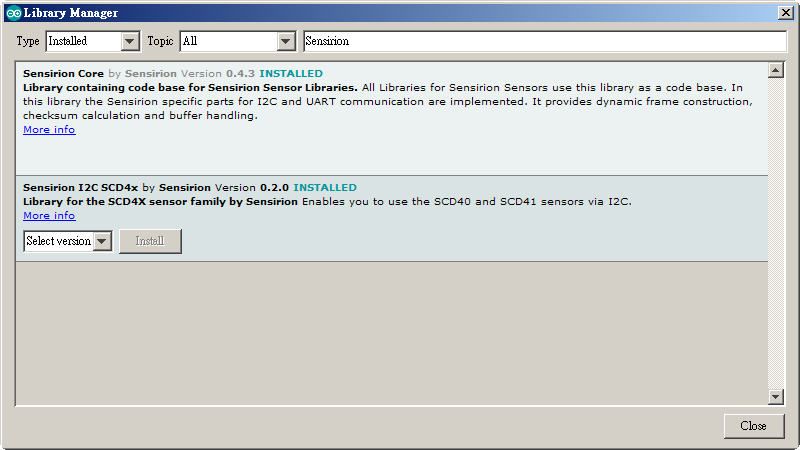 Library Manager
Type Installed Topic All Sensirion
Sensirion Core by Sensirion Version 0.4.3 INSTALLED
Library containing code base for Sensirion Sensor Libraries. All Libraries for Sensirion Sensors use this library as a code base. In
this library the Sensirion specific parts for I2C and UART communication are implemented. It provides dynamic frame construction,
checksum calculation and buffer handling.
More info
Sensirion I2C SCD4x by Sensirion Version 0.2.0 INSTALLED
Library for the SCD4X sensor family by Sensirion Enables you to use the SCD40 and SCD41 sensors via I2C.
More info
Select version Install
Close